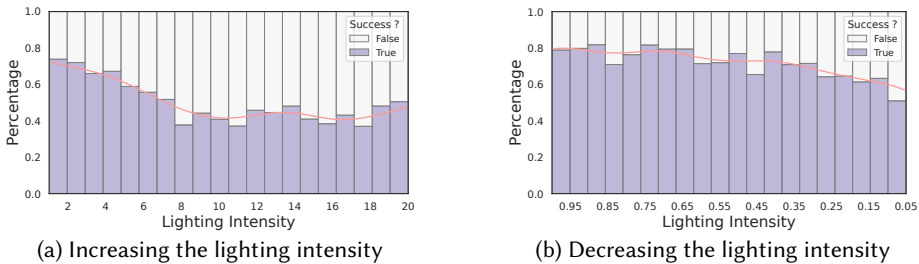 Success ?
False
True
Percentage
1.0
0.8
0.6
0.4
0.2
0.0
2 4 6 8 10 12 14 16 18 20
Lighting Intensity
(a) Increasing the lighting intensity
Success ?
False
True
Percentage
1.0
0.8
0.6
0.4
0.2
0.0
0.95 0.85 0.75 0.65 0.55 0.45 0.35 0.25 0.15 0.05
Lighting Intensity
(b) Decreasing the lighting intensity